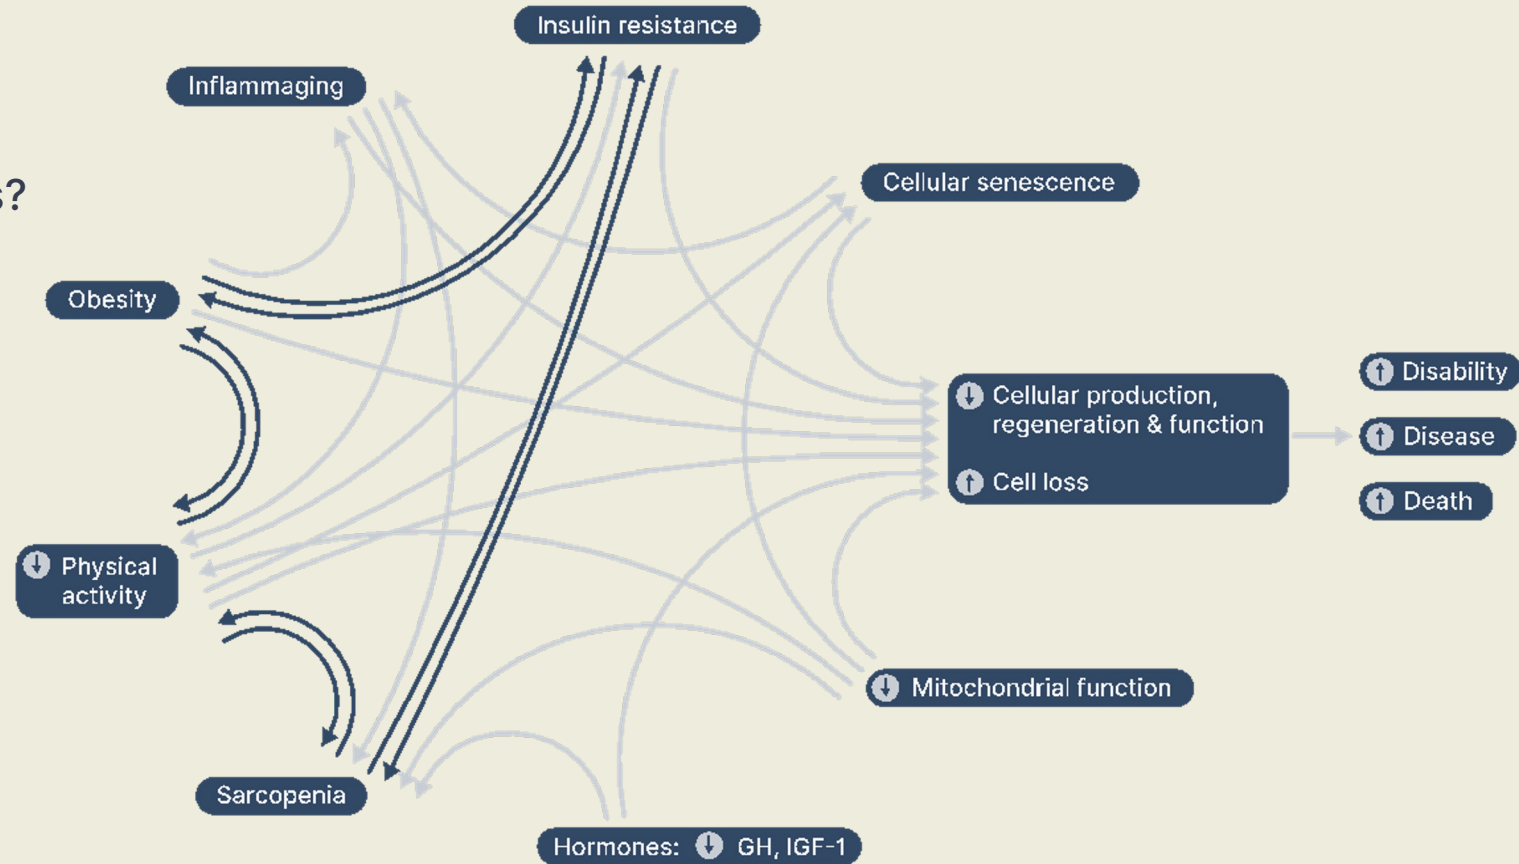 Insulin resistance
Inflammaging
Cellular senescence
s?
Obesity
↓ Cellular production,
regeneration & function
↑ Cell loss
↑ Disability
↑ Disease
↑ Death
↓ Physical
activity
↓ Mitochondrial function
Sarcopenia
Hormones: ↓ GH, IGF-1